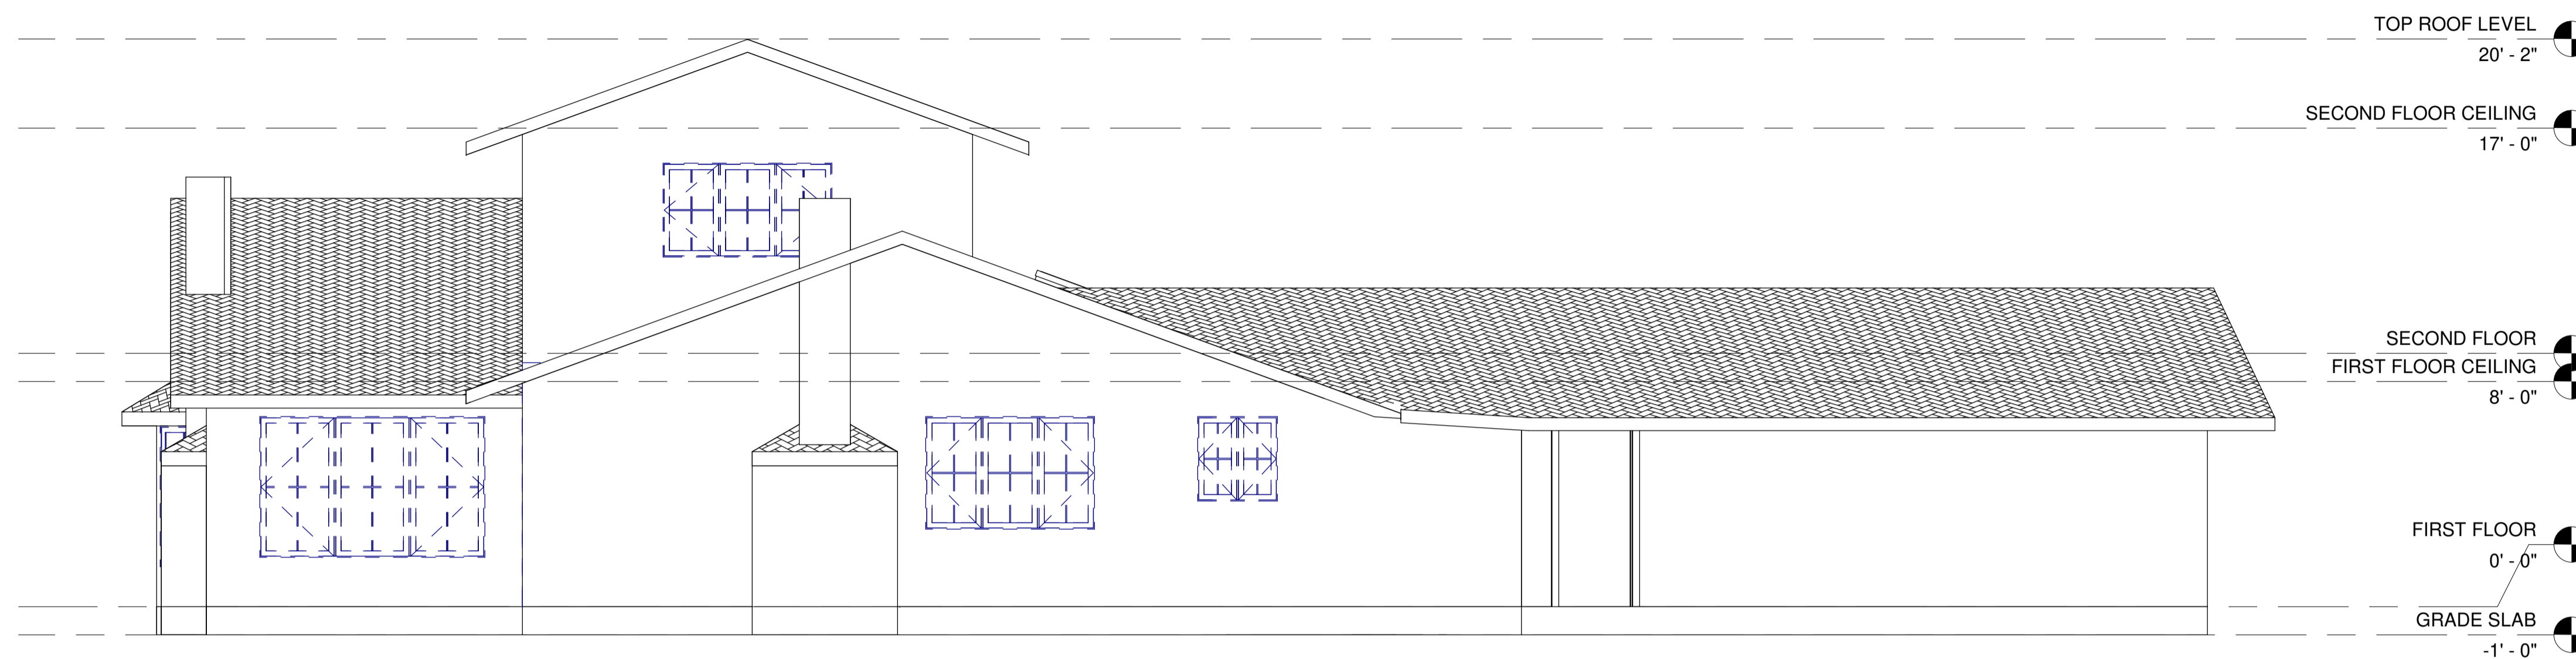 TOP ROOF LEVEL
20' - 2"
SECOND FLOOR CEILING
17' - 0"
SECOND FLOOR
FIRST FLOOR CEILING
8' - 0"
FIRST FLOOR
0' - 0"
GRADE SLAB
-1' - 0"